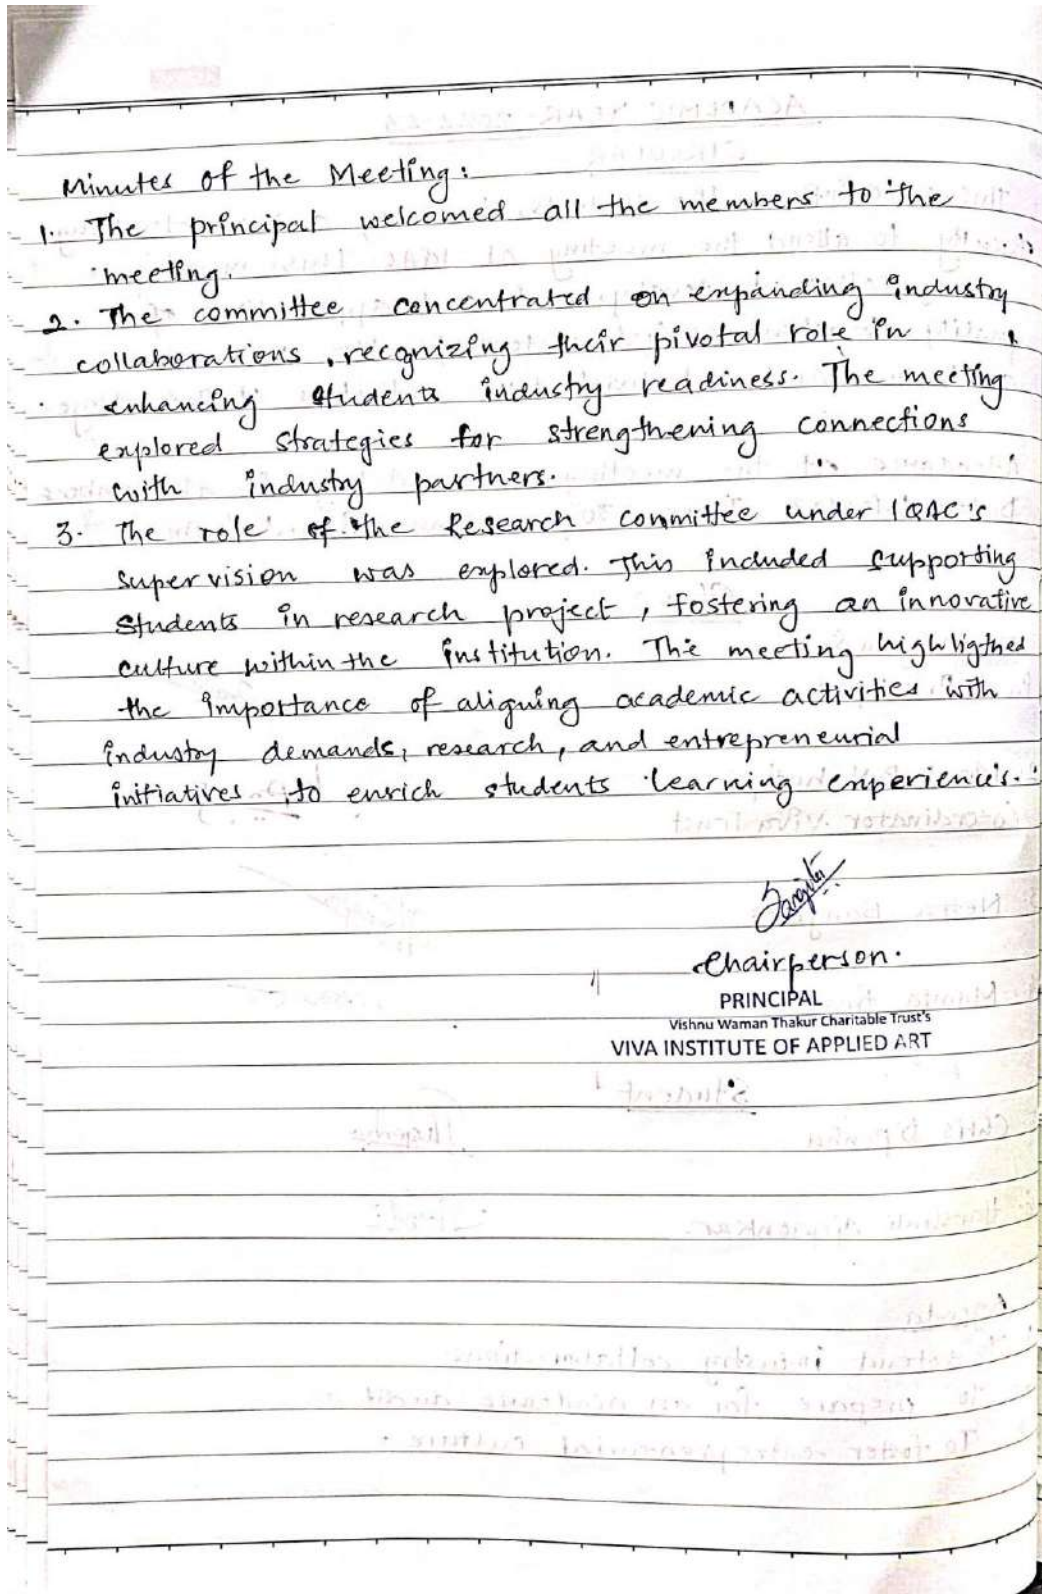 Minutes of the Meeting:
1. The principal welcomed all the members to the
meeting.
2. The committee concentrated on expanding industry
collaborations, recognizing their pivotal role in
enhancing students industry readiness. The meeting
explored strategies for strengthening connections
with industry partners.
3. The role of the Research committee under IQAC's
supervision was explored. This included supporting
students in research project, fostering an innovative
culture within the institution. The meeting highligthed
the importance of aligning academic activities with
industry demands, research, and entrepreneurial
initiatives to enrich students learning experiences.
Chairperson.
PRINCIPAL
Vishnu Waman Thakur Charitable Trust's
VIVA INSTITUTE OF APPLIED ART